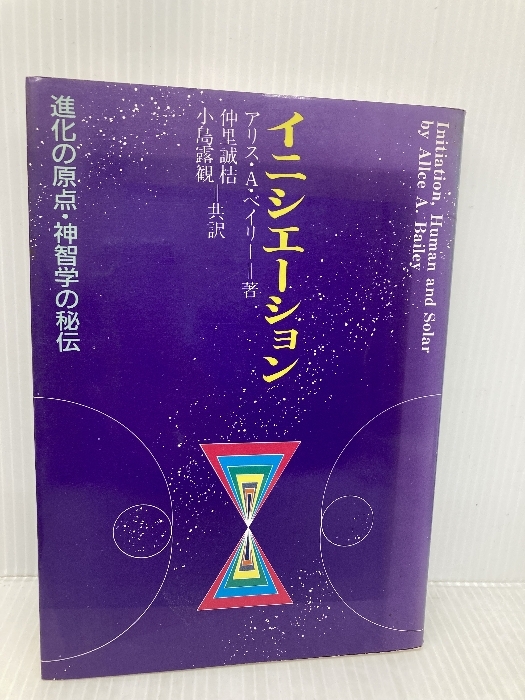 Initiation, Human and Solar
by Alice A. Bailey
イニシエーション
アリス・A・ベイリー＝著
仲里誠桔
小島露観
共訳
進化の原点・神智学の秘伝